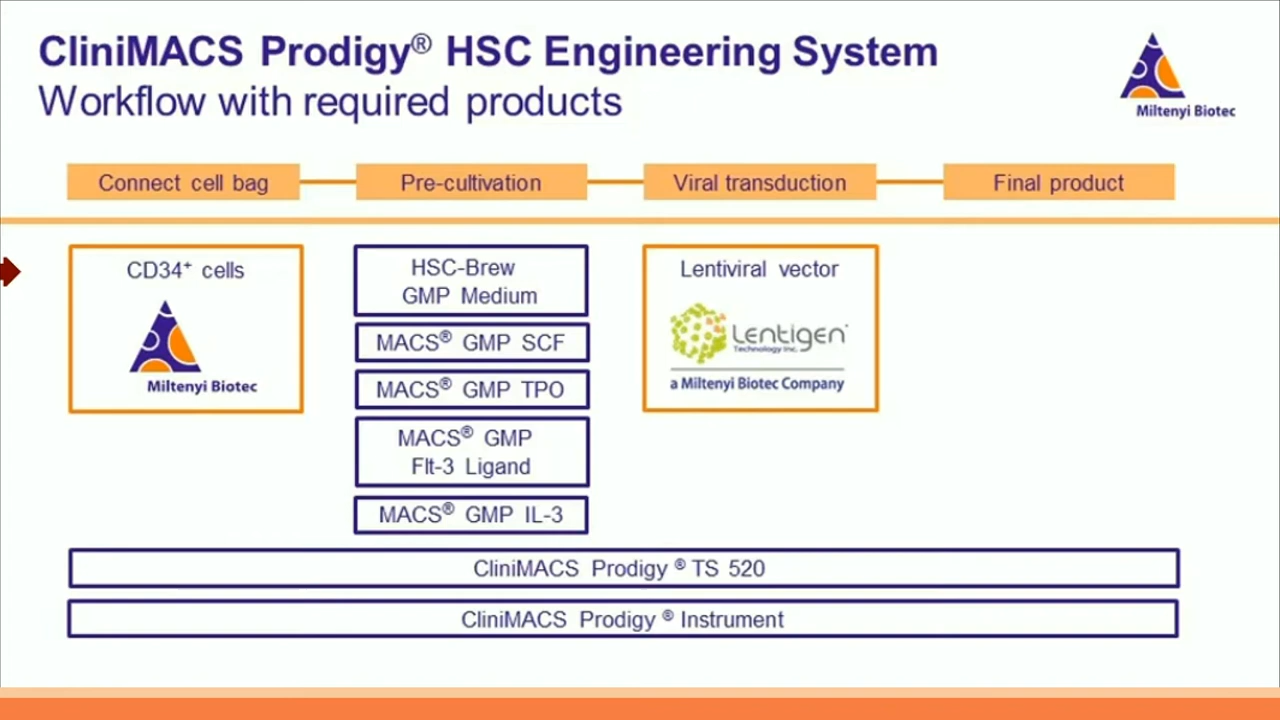 CliniMACS Prodigy® HSC Engineering System
Workflow with required products
Miltenyi Biotec
Connect cell bag
Pre-cultivation
Viral transduction
Final product
CD34⁺ cells
Miltenyi Biotec
HSC-Brew
GMP Medium
MACS® GMP SCF
MACS® GMP TPO
MACS® GMP
Flt-3 Ligand
MACS® GMP IL-3
Lentiviral vector
Lentigen
Technology Inc.
a Miltenyi Biotec Company
CliniMACS Prodigy ® TS 520
CliniMACS Prodigy ® Instrument